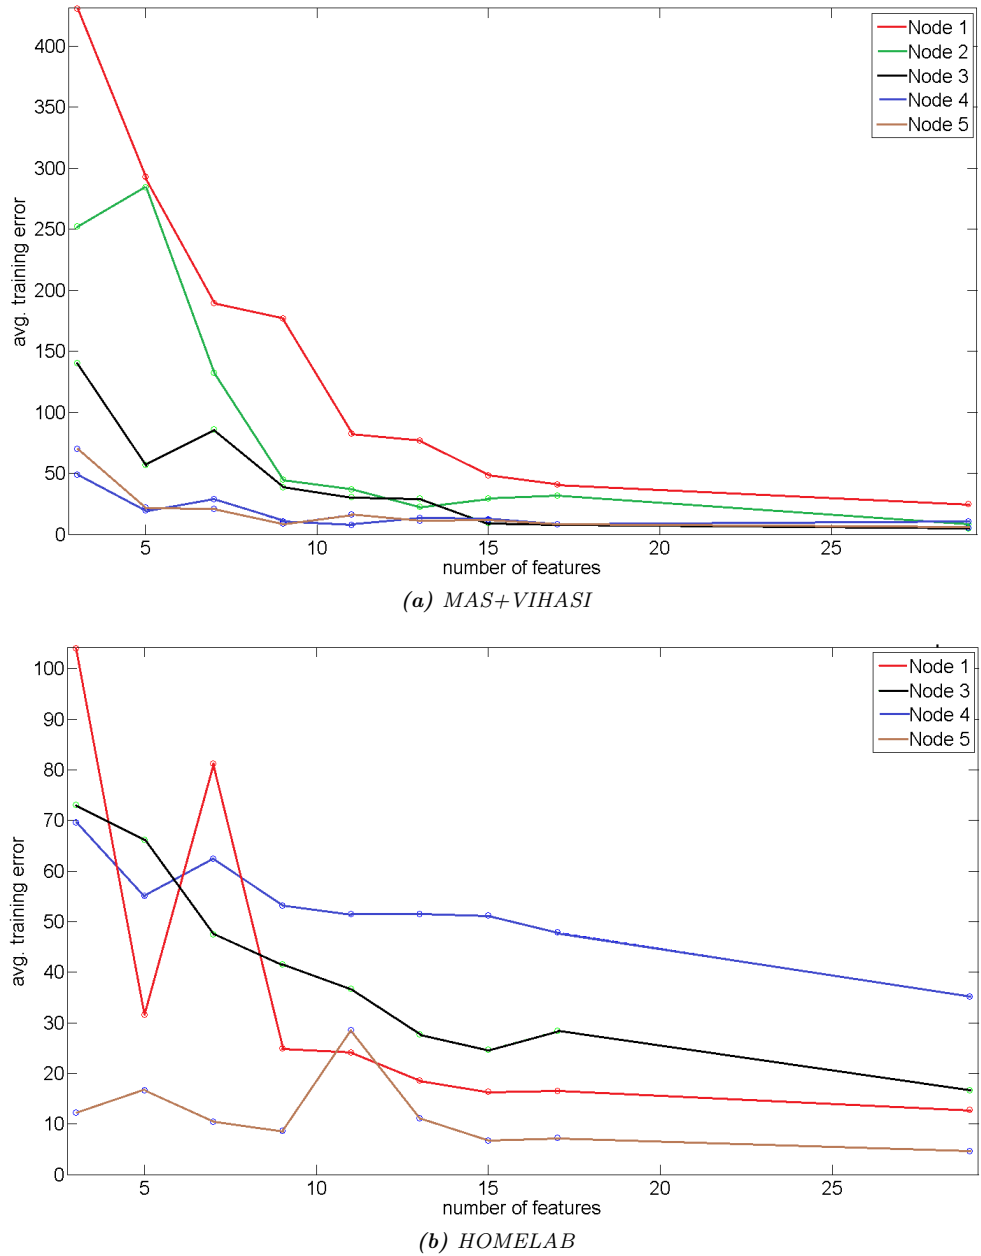 400
350
300
250
200
150
100
50
0
avg. training error
5 10 15 20 25
number of features
Node 1
Node 2
Node 3
Node 4
Node 5
(a) MAS+VIHASI
100
90
80
70
60
50
40
30
20
10
0
avg. training error
5 10 15 20 25
number of features
Node 1
Node 3
Node 4
Node 5
(b) HOMELAB